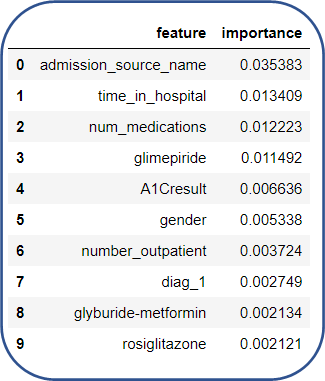 feature importance
0 admission_source_name 0.035383
1 time_in_hospital 0.013409
2 num_medications 0.012223
3 glimepiride 0.011492
4 A1Cresult 0.006636
5 gender 0.005338
6 number_outpatient 0.003724
7 diag_1 0.002749
8 glyburide-metformin 0.002134
9 rosiglitazone 0.002121